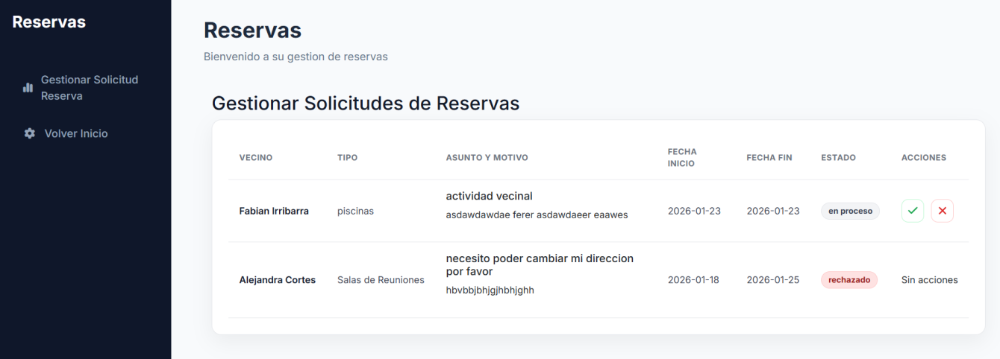 Reservas
Gestionar Solicitud
Reserva
Volver Inicio
Reservas
Bienvenido a su gestion de reservas
Gestionar Solicitudes de Reservas
VECINO TIPO ASUNTO Y MOTIVO FECHA INICIO FECHA FIN ESTADO ACCIONES
actividad vecinal
Fabian Irribarra piscinas asdawdawdae ferer asdawdaeer eaawes 2026-01-23 2026-01-23 en proceso
necesito poder cambiar mi direccion
por favor
Alejandra Cortes Salas de Reuniones hbvbbjbhjgjhbhjghh 2026-01-18 2026-01-25 rechazado Sin acciones